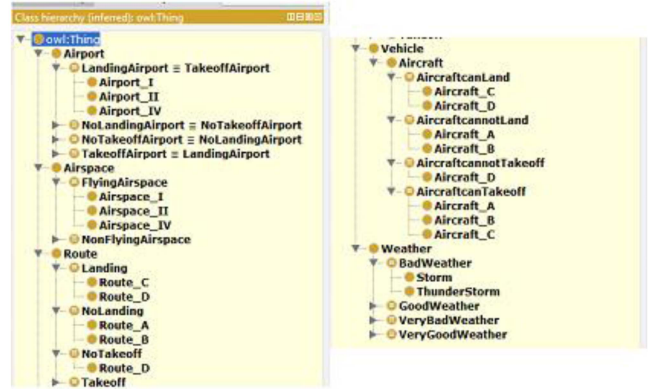 Class hierarchy (inferred): owl:Thing
owl:Thing
Airport
LandingAirport ≡ TakeoffAirport
Airport_I
Airport_II
Airport_IV
NoLandingAirport ≡ NoTakeoffAirport
NoTakeoffAirport ≡ NoLandingAirport
TakeoffAirport ≡ LandingAirport
Airspace
FlyingAirspace
Airspace_I
Airspace_II
Airspace_IV
NonFlyingAirspace
Route
Landing
Route_C
Route_D
NoLanding
Route_A
Route_B
NoTakeoff
Route_D
Takeoff
Vehicle
Aircraft
AircraftcanLand
Aircraft_C
Aircraft_D
AircraftcannotLand
Aircraft_A
Aircraft_B
AircraftcannotTakeoff
Aircraft_D
AircraftcanTakeoff
Aircraft_A
Aircraft_B
Aircraft_C
Weather
BadWeather
Storm
ThunderStorm
GoodWeather
VeryBadWeather
VeryGoodWeather